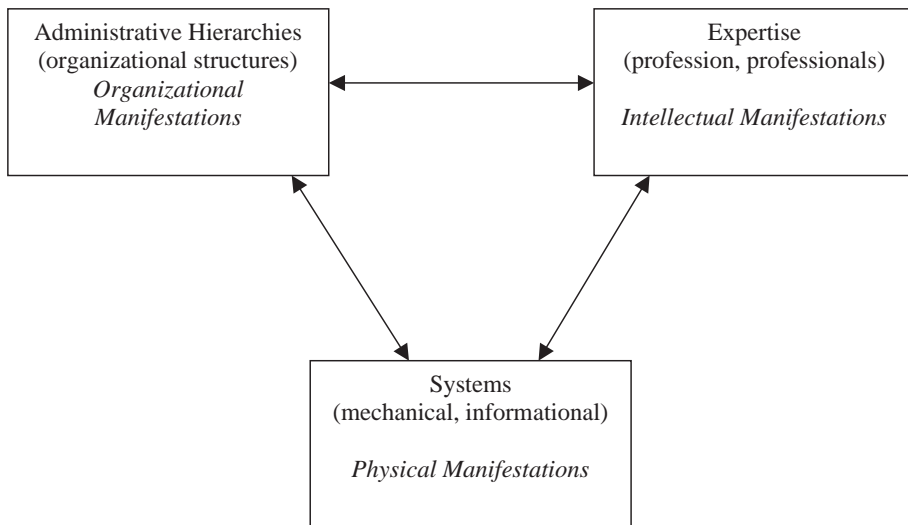 Administrative Hierarchies
(organizational structures)
Organizational
Manifestations
Expertise
(profession, professionals)
Intellectual Manifestations
Systems
(mechanical, informational)
Physical Manifestations